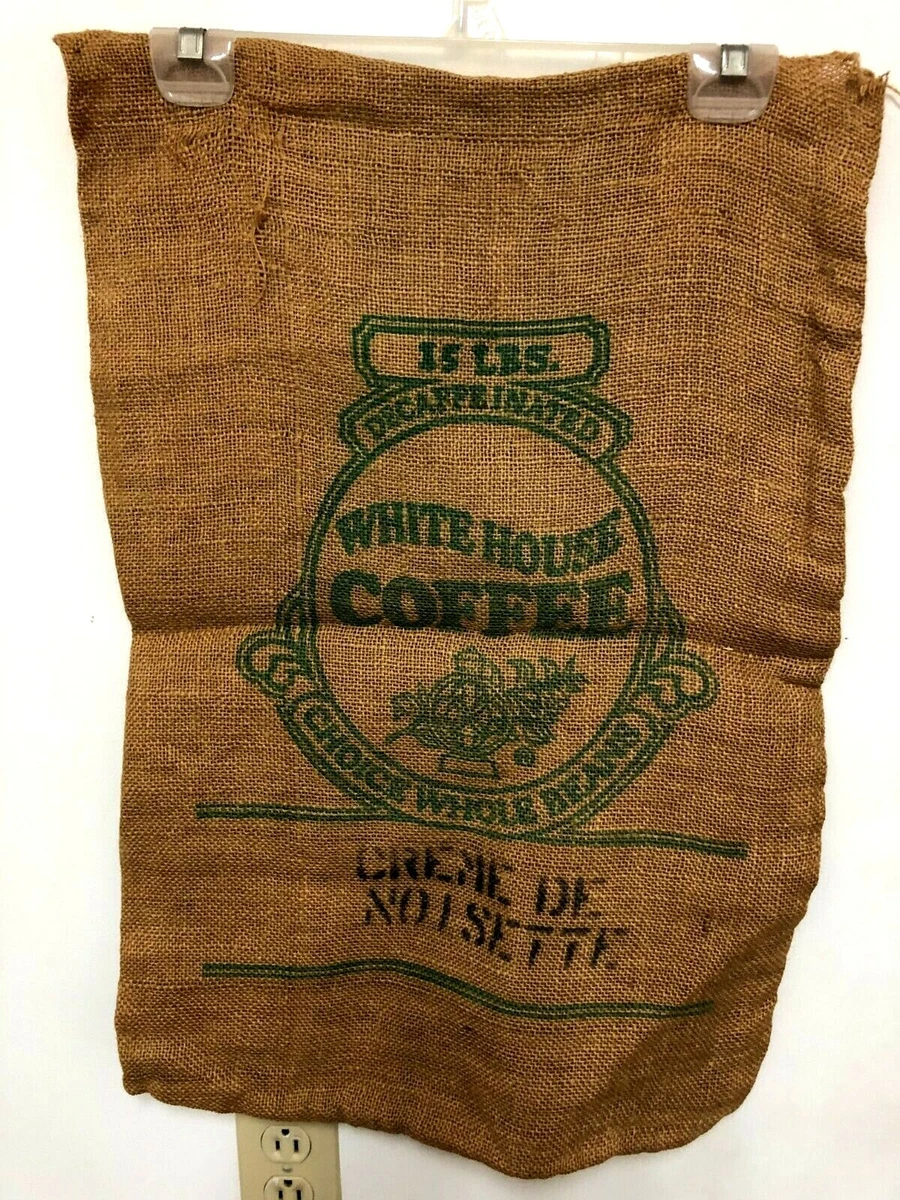 15 LBS.
DECAFFEINATED
WHITE HOUSE
COFFEE
CHOICE WHOLE BEANS
CREME DE
NOISETTE